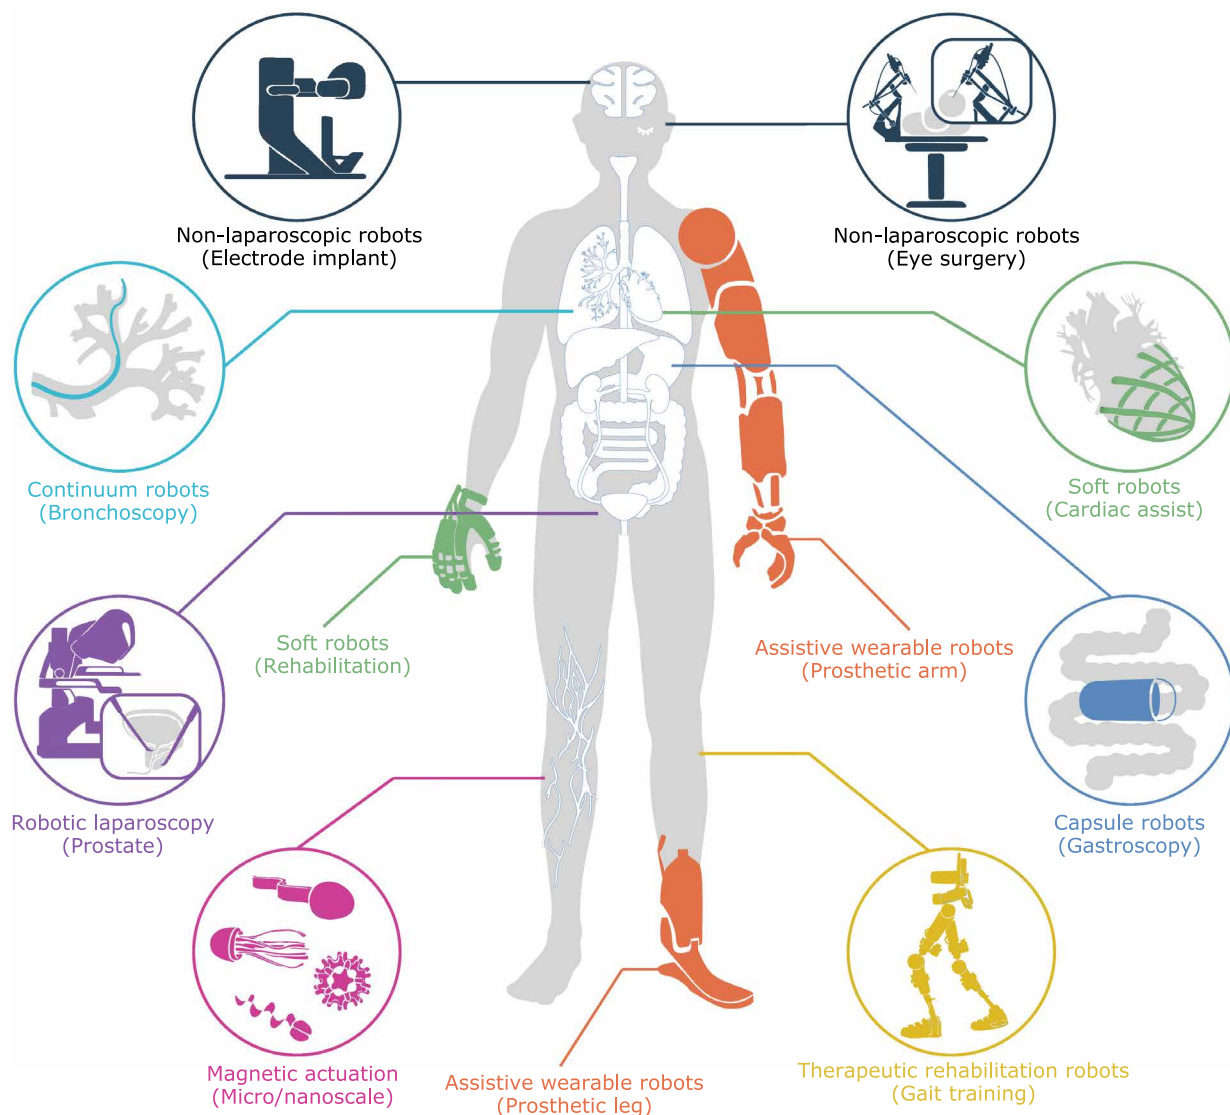 Non-laparoscopic robots
(Electrode implant)
Non-laparoscopic robots
(Eye surgery)
Continuum robots
(Bronchoscopy)
Soft robots
(Cardiac assist)
Soft robots
(Rehabilitation)
Assistive wearable robots
(Prosthetic arm)
Robotic laparoscopy
(Prostate)
Capsule robots
(Gastroscopy)
Magnetic actuation
(Micro/nanoscale)
Assistive wearable robots
(Prosthetic leg)
Therapeutic rehabilitation robots
(Gait training)